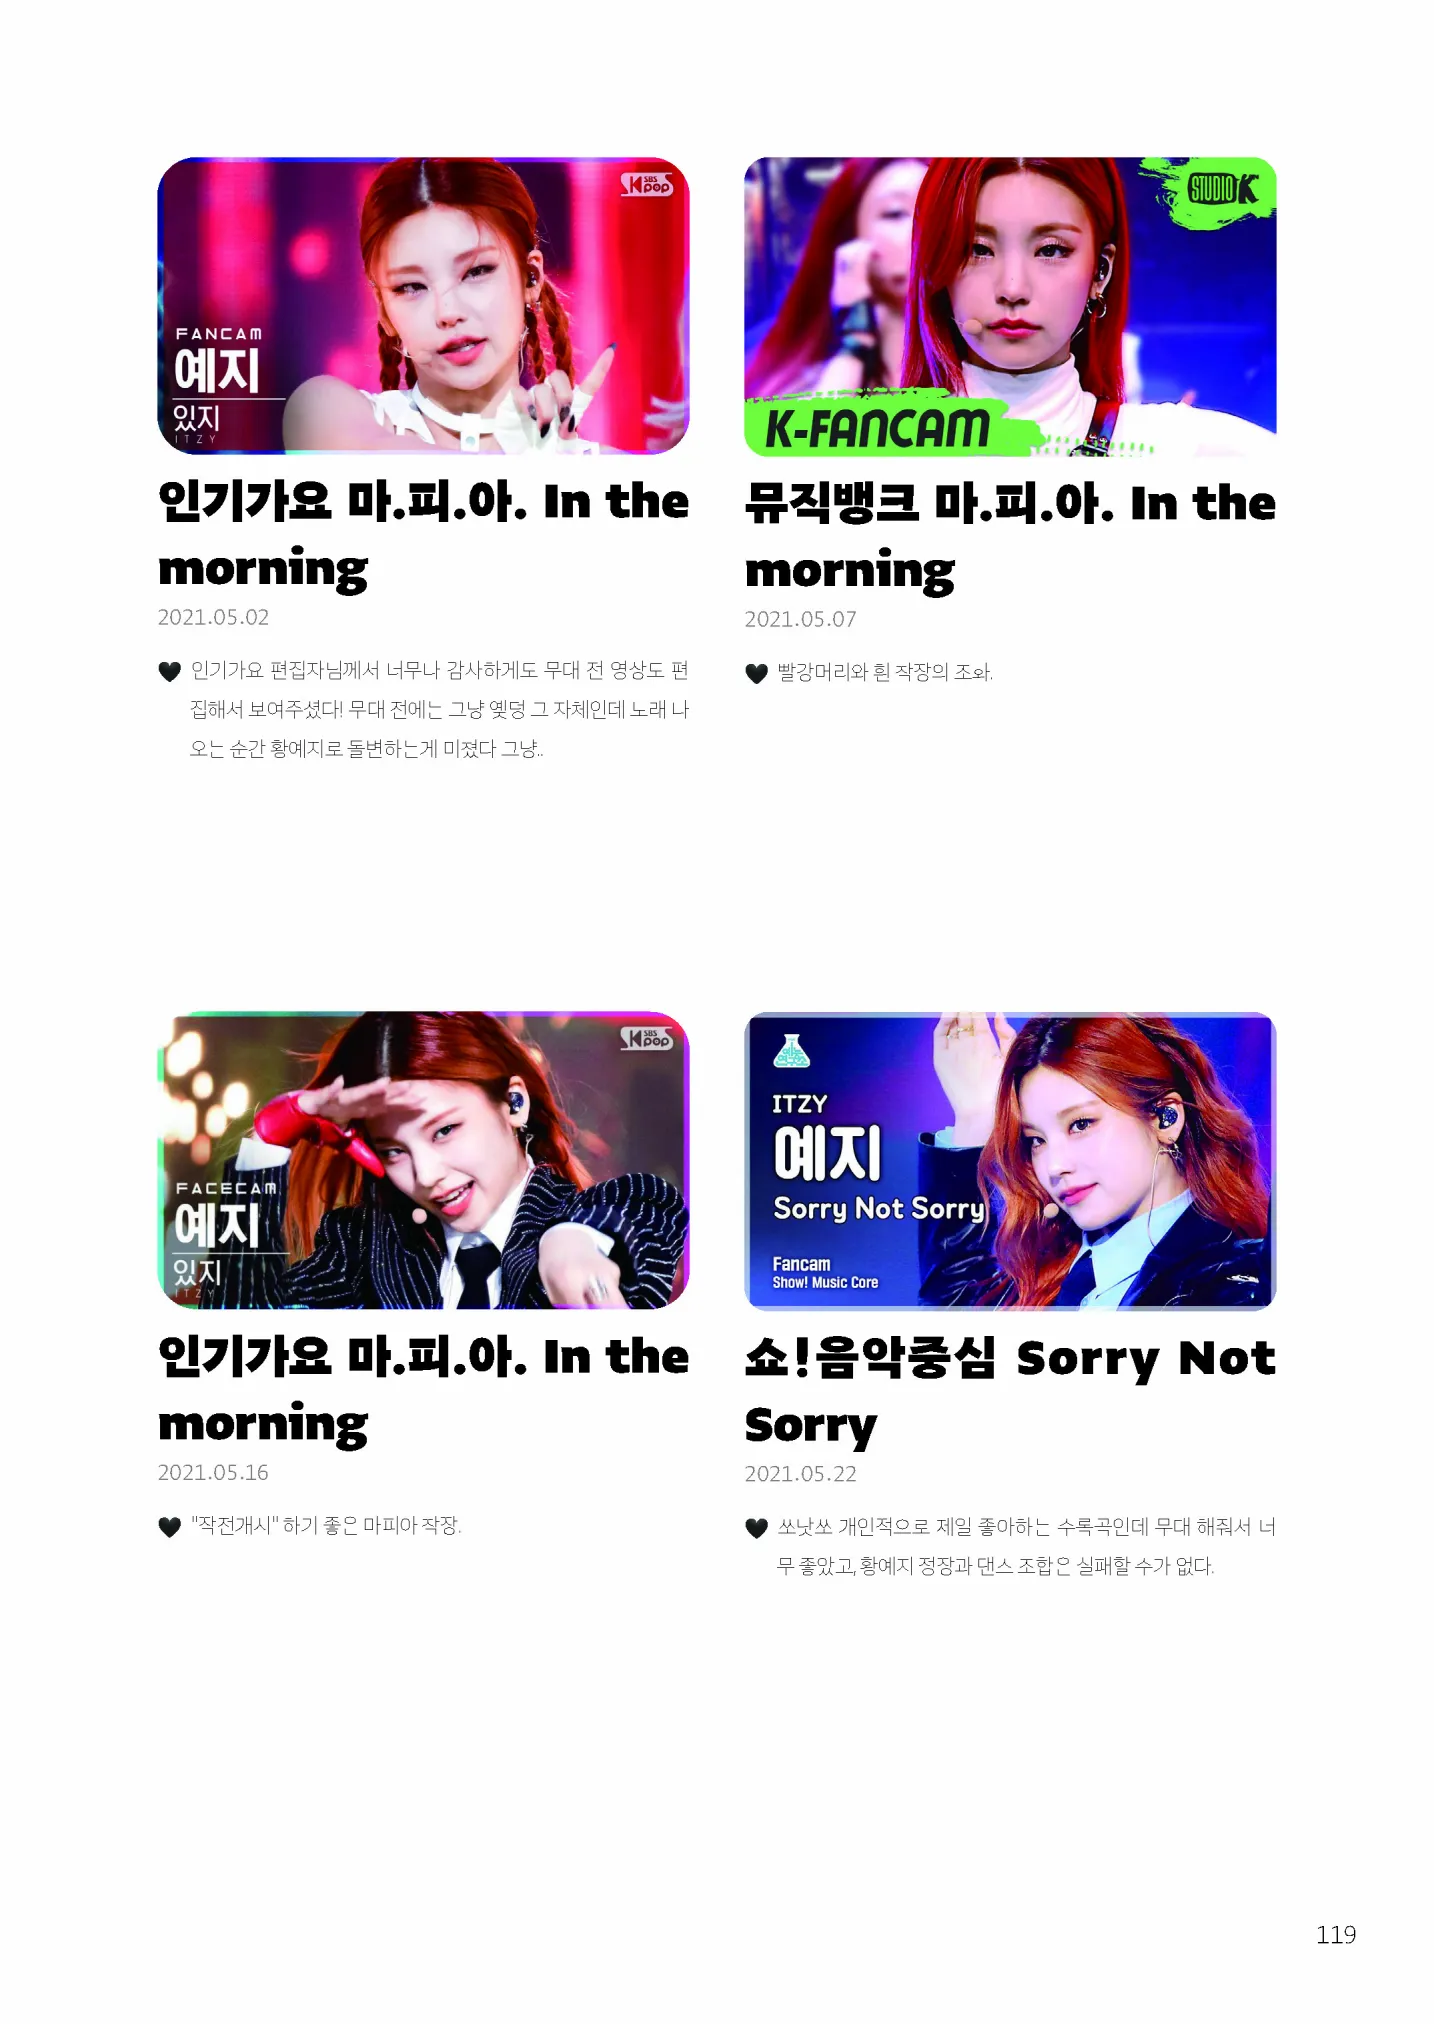 SBS Kpop
FANCAM
예지
있지
ITZY
인기가요 마.피.아. In the
morning
2021.05.02
🖤 인기가요 편집자님께서 너무나 감사하게도 무대 전 영상도 편
집해서 보여주셨다! 무대 전에는 그냥 옞덩 그 자체인데 노래 나
오는 순간 황예지로 돌변하는게 미쳤다 그냥..
STUDIO K
K-FANCAM
뮤직뱅크 마.피.아. In the
morning
2021.05.07
🖤 빨강머리와 흰 착장의 조화.
SBS Kpop
FACECAM
예지
있지
ITZY
인기가요 마.피.아. In the
morning
2021.05.16
🖤 "작전개시" 하기 좋은 마피아 착장.
ITZY
예지
Sorry Not Sorry
Fancam
Show! Music Core
쇼!음악중심 Sorry Not
Sorry
2021.05.22
🖤 쏘낫쏘 개인적으로 제일 좋아하는 수록곡인데 무대 해줘서 너
무 좋았고, 황예지 정장과 댄스 조합은 실패할 수가 없다.
119